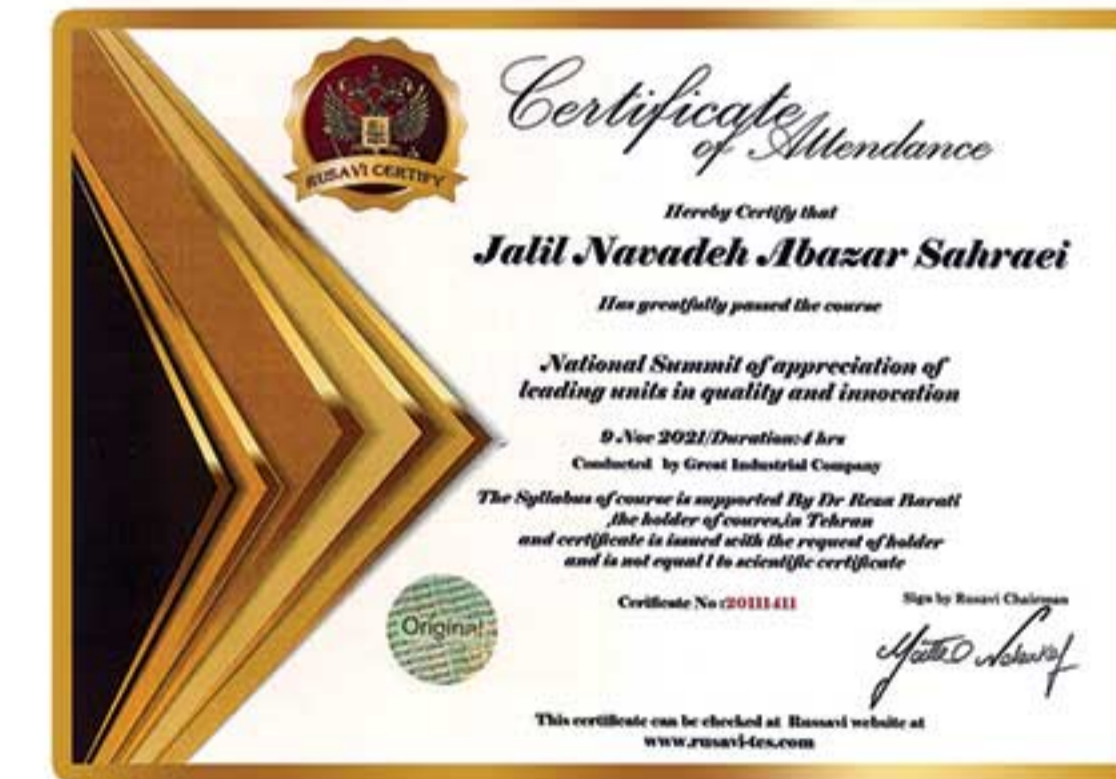 Certificate
of Attendance
RUSAVI CERTIFY
Hereby Certify that
Jalil Navadeh Abazar Sahraei
Has greatfully passed the course
National Summit of appreciation of
leading units in quality and innovation
9 Nov 2021/Duration:4 hrs
Conducted by Great Industrial Company
The Syllabus of course is supported By Dr Reza Barati
,the holder of coures,in Tehran
and certificate is issued with the request of holder
and is not equal l to scientific certificate
Cerificate No :20111411
Sign by Rusavi Chairman
Original
This certificate can be checked at Russavi website at
www.rusavi-tes.com